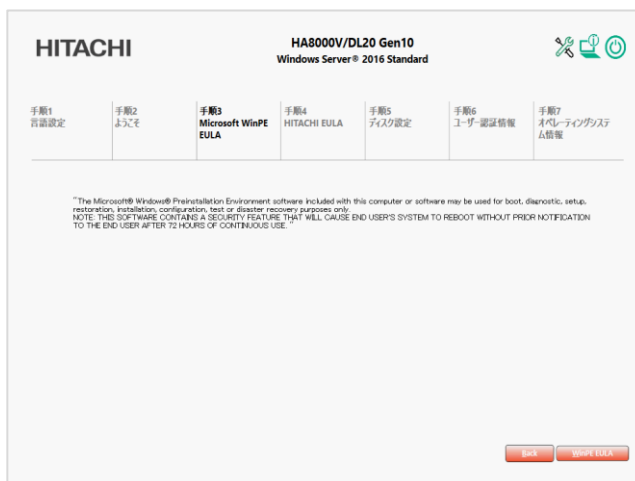 HITACHI
HA8000V/DL20 Gen10
Windows Server® 2016 Standard
手順1
言語設定
手順2
ようこそ
手順3
Microsoft WinPE
EULA
手順4
HITACHI EULA
手順5
ディスク設定
手順6
ユーザー認証情報
手順7
オペレーティングシステ
ム情報
"The Microsoft® Windows® Preinstallation Environment software included with this computer or software may be used for boot, diagnostic, setup,
restoration, installation, configuration, test or disaster recovery purposes only.
NOTE: THIS SOFTWARE CONTAINS A SECURITY FEATURE THAT WILL CAUSE END USER'S SYSTEM TO REBOOT WITHOUT PRIOR NOTIFICATION
TO THE END USER AFTER 72 HOURS OF CONTINUOUS USE. "
Back
WinPE EULA